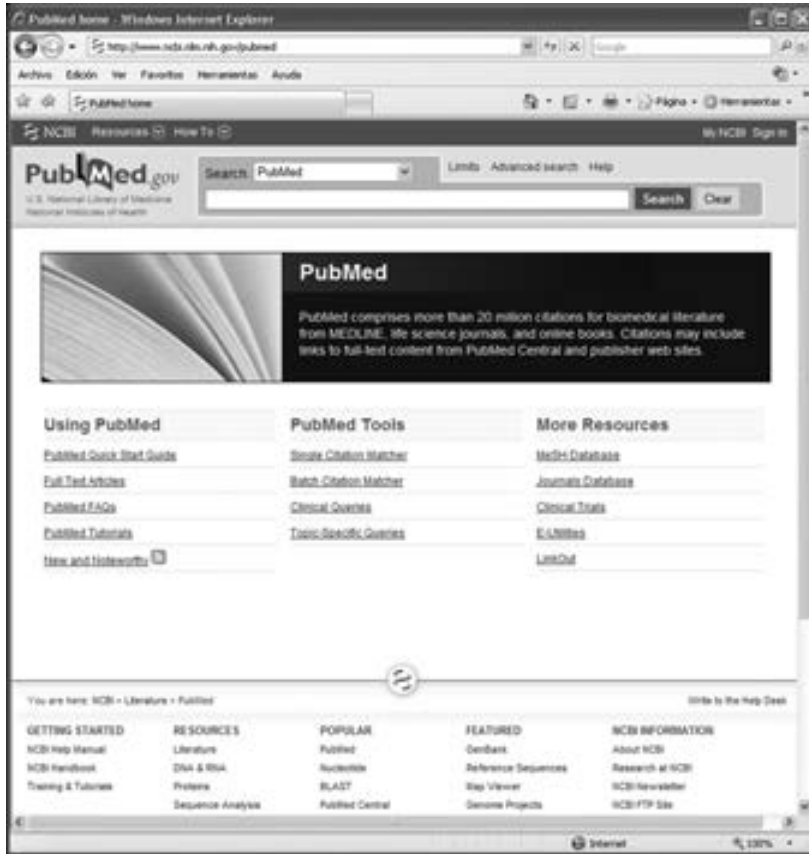 PubMed home - Windows Internet Explorer
http://www.ncbi.nlm.nih.gov/pubmed
Google
Archivo Edición Ver Favoritos Herramientas Ayuda
PubMed home
Página Herramientas
NCBI Resources How To
My NCBI Sign In
PubMed.gov
U.S. National Library of Medicine
National Institutes of Health
Search PubMed
Limits Advanced search Help
Search Clear
PubMed
PubMed comprises more than 20 million citations for biomedical literature
from MEDLINE, life science journals, and online books. Citations may include
links to full-text content from PubMed Central and publisher web sites.
Using PubMed
PubMed Quick Start Guide
Full Text Articles
PubMed FAQs
PubMed Tutorials
New and Noteworthy
PubMed Tools
Single Citation Matcher
Batch Citation Matcher
Clinical Queries
Topic-Specific Queries
More Resources
MeSH Database
Journals Database
Clinical Trials
E-Utilities
LinkOut
You are here: NCBI > Literature > PubMed
Write to the Help Desk
GETTING STARTED
NCBI Help Manual
NCBI Handbook
Training & Tutorials
RESOURCES
Literature
DNA & RNA
Proteins
Sequence Analysis
POPULAR
PubMed
Nucleotide
BLAST
PubMed Central
FEATURED
GenBank
Reference Sequences
Map Viewer
Genome Projects
NCBI INFORMATION
About NCBI
Research at NCBI
NCBI Newsletter
NCBI FTP Site
Internet
100%